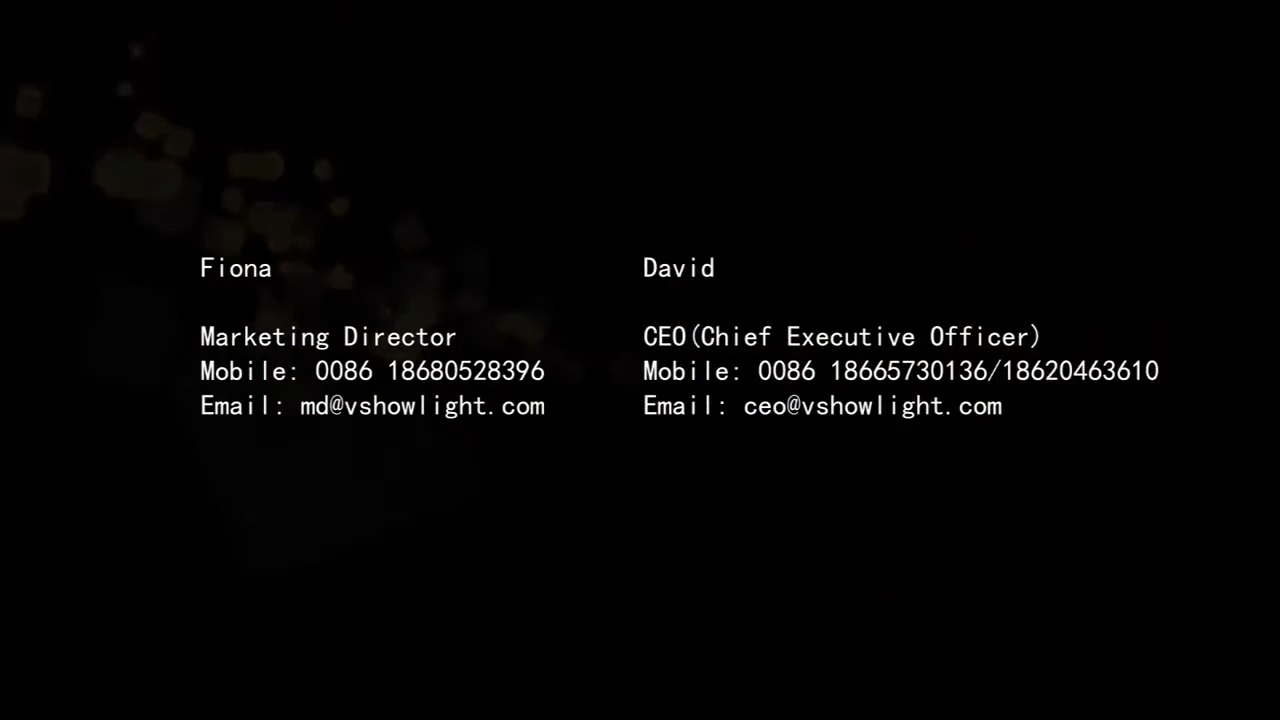 Fiona
Marketing Director
Mobile: 0086 18680528396
Email: md@vshowlight.com
David
CEO(Chief Executive Officer)
Mobile: 0086 18665730136/18620463610
Email: ceo@vshowlight.com